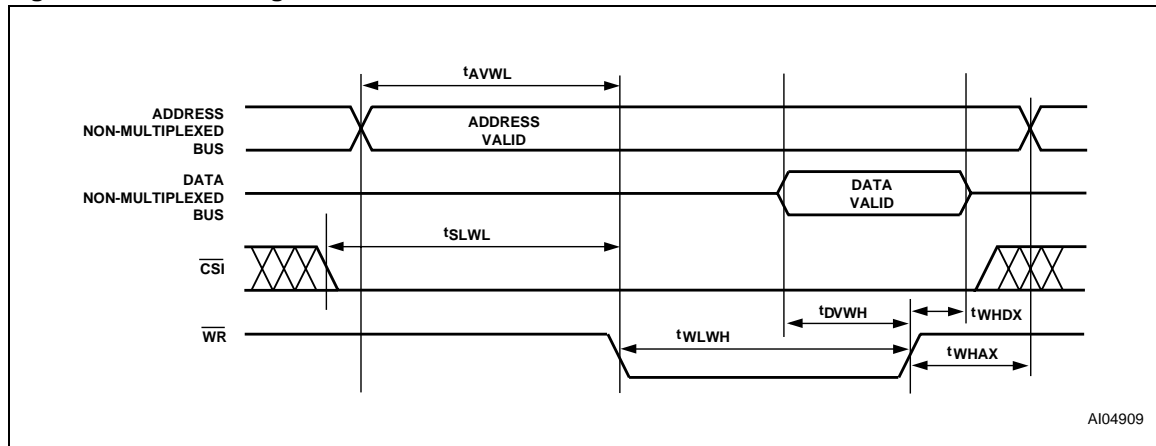 tAVWL
ADDRESS
NON-MULTIPLEXED
BUS
ADDRESS
VALID
DATA
NON-MULTIPLEXED
BUS
DATA
VALID
tSLWL
CSI
tDVWH
tWHDX
WR
tWLWH
tWHAX
AI04909